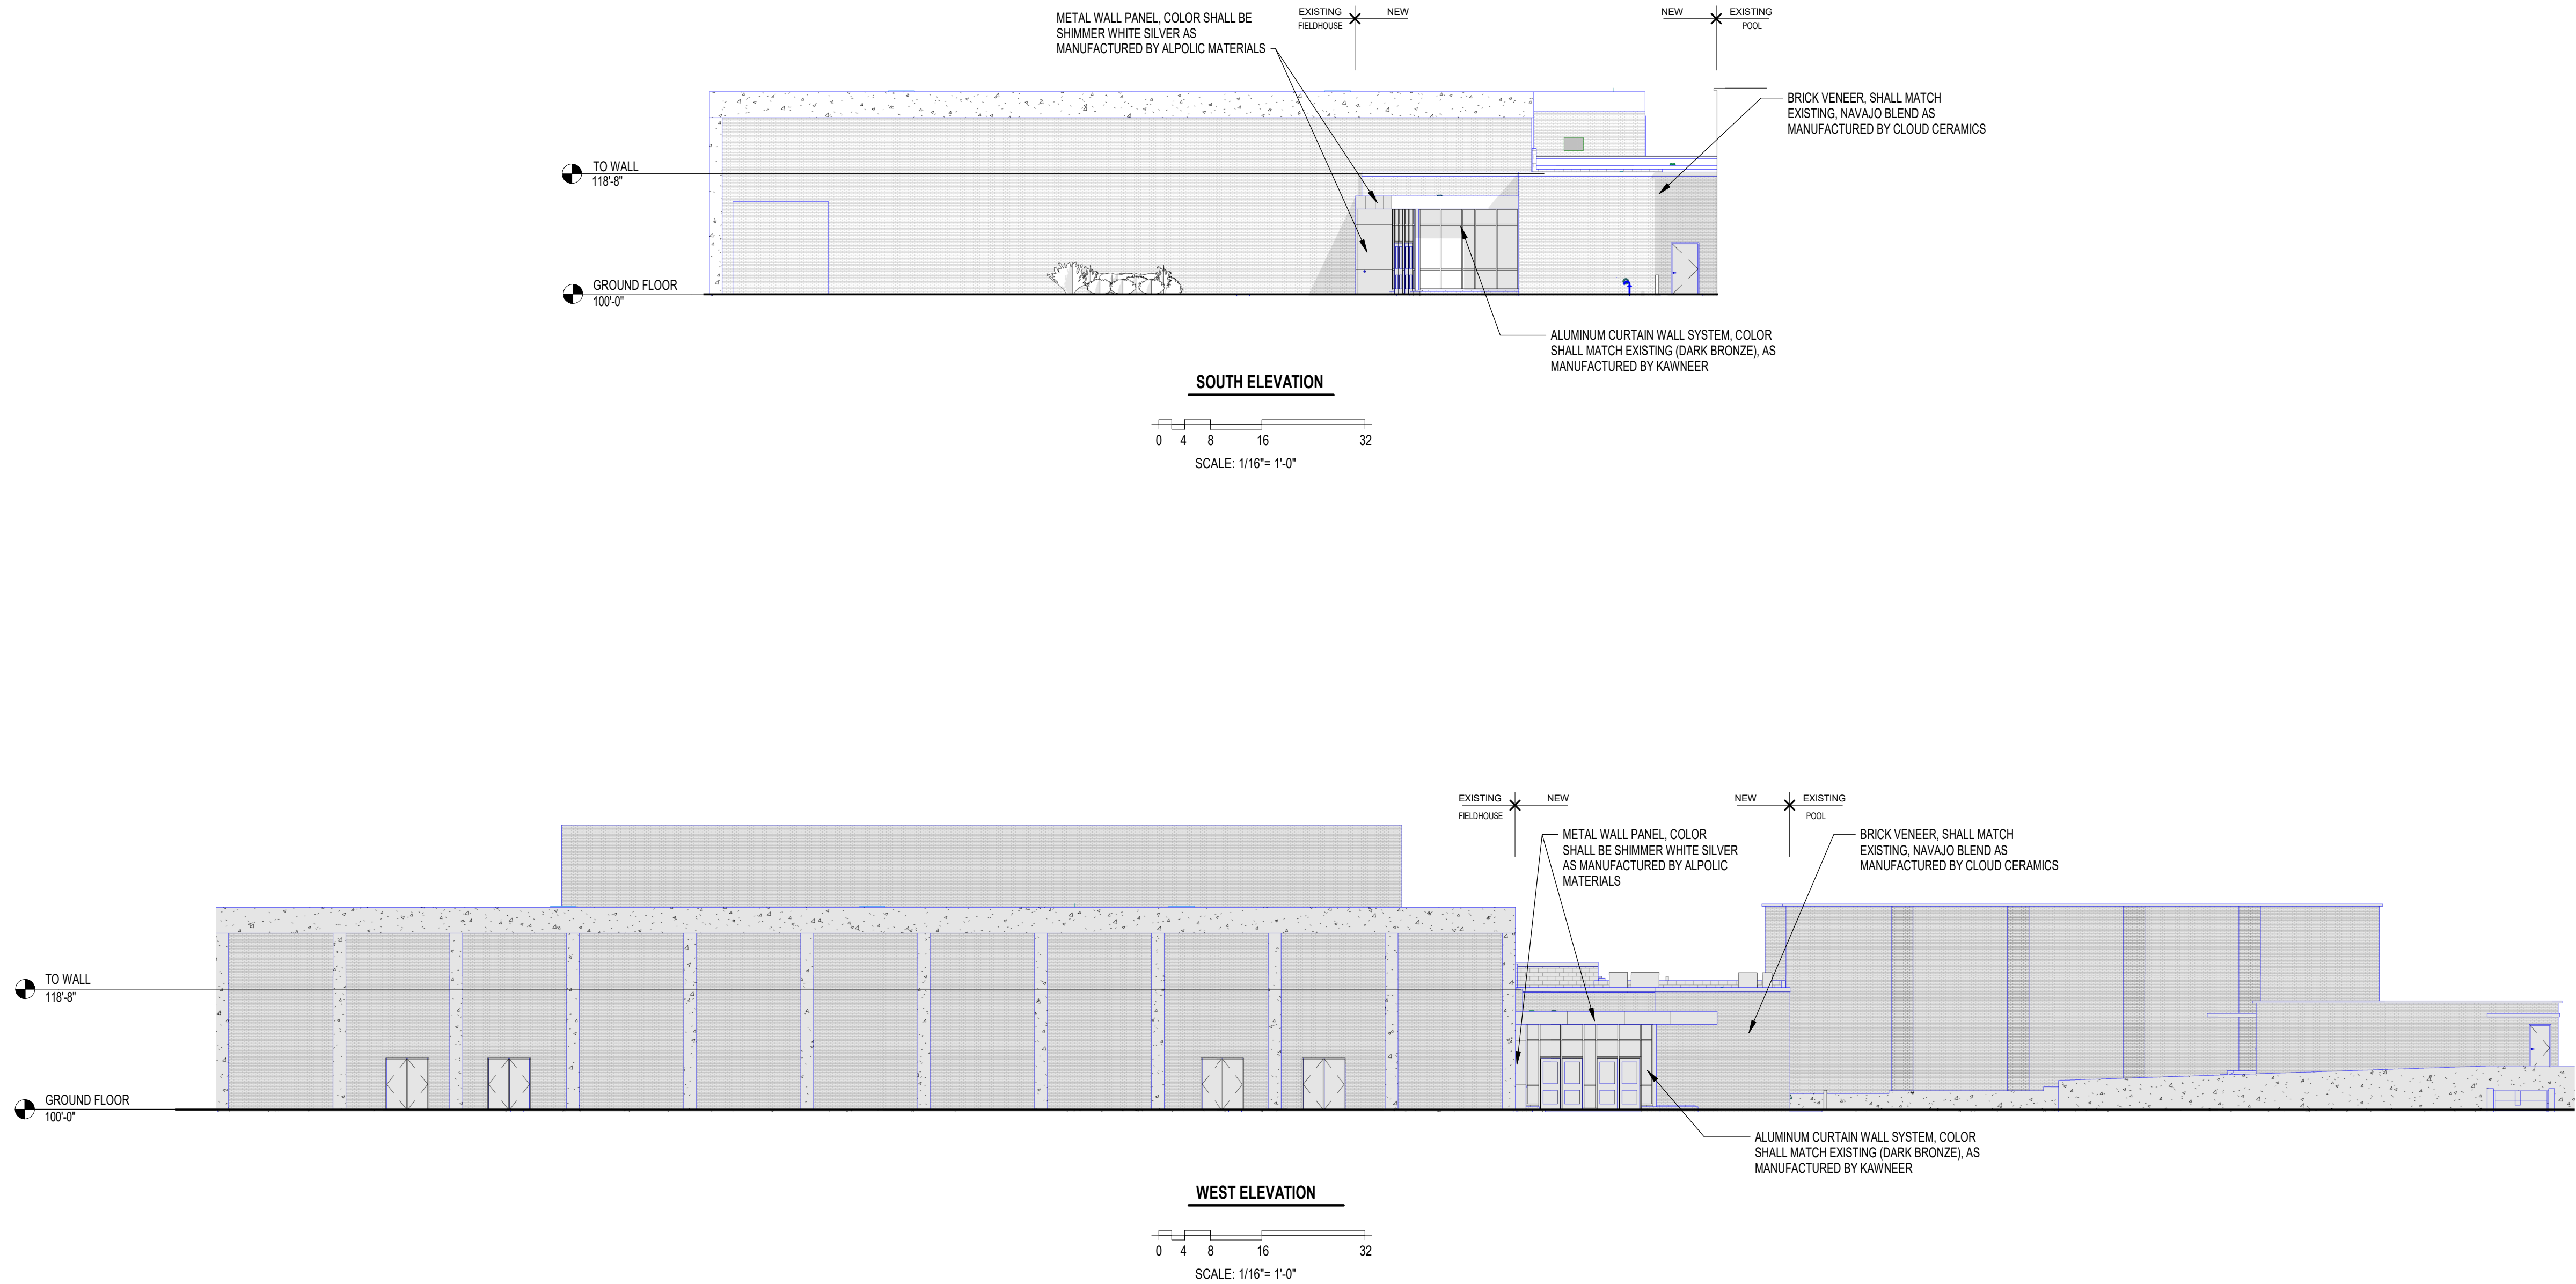 METAL WALL PANEL, COLOR SHALL BE
SHIMMER WHITE SILVER AS
MANUFACTURED BY ALPOLIC MATERIALS
EXISTING
NEW
FIELDHOUSE
NEW
EXISTING
POOL
BRICK VENEER, SHALL MATCH
EXISTING, NAVAJO BLEND AS
MANUFACTURED BY CLOUD CERAMICS
TO WALL
118'-8"
GROUND FLOOR
100'-0"
ALUMINUM CURTAIN WALL SYSTEM, COLOR
SHALL MATCH EXISTING (DARK BRONZE), AS
MANUFACTURED BY KAWNEER
SOUTH ELEVATION
0 4 8 16 32
SCALE: 1/16"= 1'-0"
EXISTING
NEW
FIELDHOUSE
NEW
EXISTING
POOL
METAL WALL PANEL, COLOR
SHALL BE SHIMMER WHITE SILVER
AS MANUFACTURED BY ALPOLIC
MATERIALS
BRICK VENEER, SHALL MATCH
EXISTING, NAVAJO BLEND AS
MANUFACTURED BY CLOUD CERAMICS
TO WALL
118'-8"
GROUND FLOOR
100'-0"
ALUMINUM CURTAIN WALL SYSTEM, COLOR
SHALL MATCH EXISTING (DARK BRONZE), AS
MANUFACTURED BY KAWNEER
WEST ELEVATION
0 4 8 16 32
SCALE: 1/16"= 1'-0"